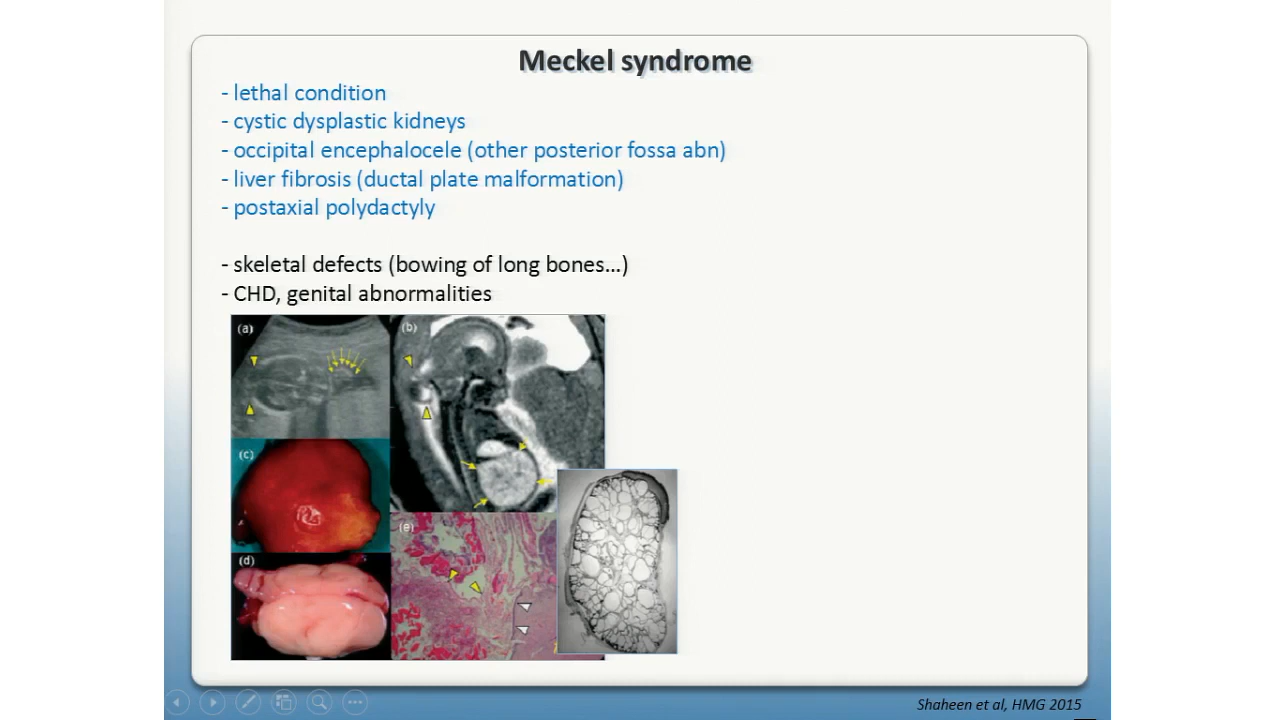 Meckel syndrome
- lethal condition
- cystic dysplastic kidneys
- occipital encephalocele (other posterior fossa abn)
- liver fibrosis (ductal plate malformation)
- postaxial polydactyly
- skeletal defects (bowing of long bones...)
- CHD, genital abnormalities
(a)
(b)
(c)
(e)
(d)
Shaheen et al, HMG 2015